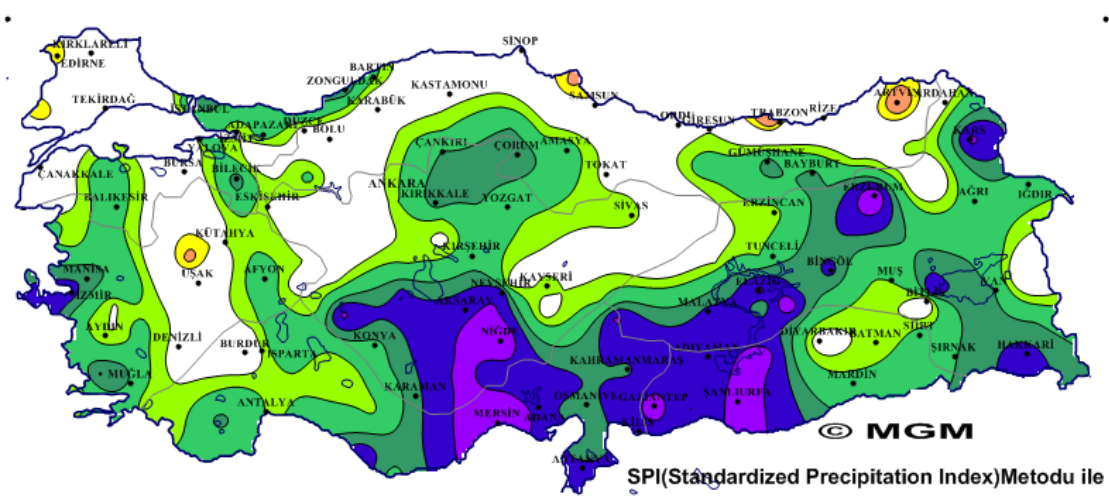 SİNOP
KIRKLARELİ
EDİRNE
BARTIN
ZONGULDAK
KASTAMONU
TEKİRDAĞ
İSTANBUL
KARABÜK
SAMSUN
ARTVİN
ARDAHAN
ADAPAZARI
DÜZCE
BOLU
ORDU
GİRESUN
TRABZON
RİZE
KARS
YALOVA
BURSA
BİLECİK
ÇANKIRI
ÇORUM
AMASYA
TOKAT
GÜMÜSHANE
BAYBURT
ÇANAKKALE
BALIKESİR
ESKİSEHİR
ANKARA
KIRIKKALE
YOZGAT
SİVAS
ERZİNCAN
ERZURUM
AĞRI
IĞDIR
KÜTAHYA
KIRŞEHİR
TUNCELİ
MANİSA
UŞAK
AFYON
NEVŞEHİR
KAYSERİ
ELAZIĞ
BİNGÖL
MUŞ
VAN
İZMİR
AKSARAY
MALATYA
BİTLİS
AYDIN
DENİZLİ
BURDUR
ISPARTA
KONYA
NİĞDE
KAHRAMANMARAŞ
ADIYAMAN
DİYARBAKIR
BATMAN
SİİRT
ŞIRNAK
HAKKARİ
MUĞLA
ANTALYA
KARAMAN
MERSİN
ADANA
OSMANİYE
GAZİANTEP
ŞANLIURFA
MARDİN
KİLİS
ANTAKYA
© MGM
SPI(Standardized Precipitation Index)Metodu ile